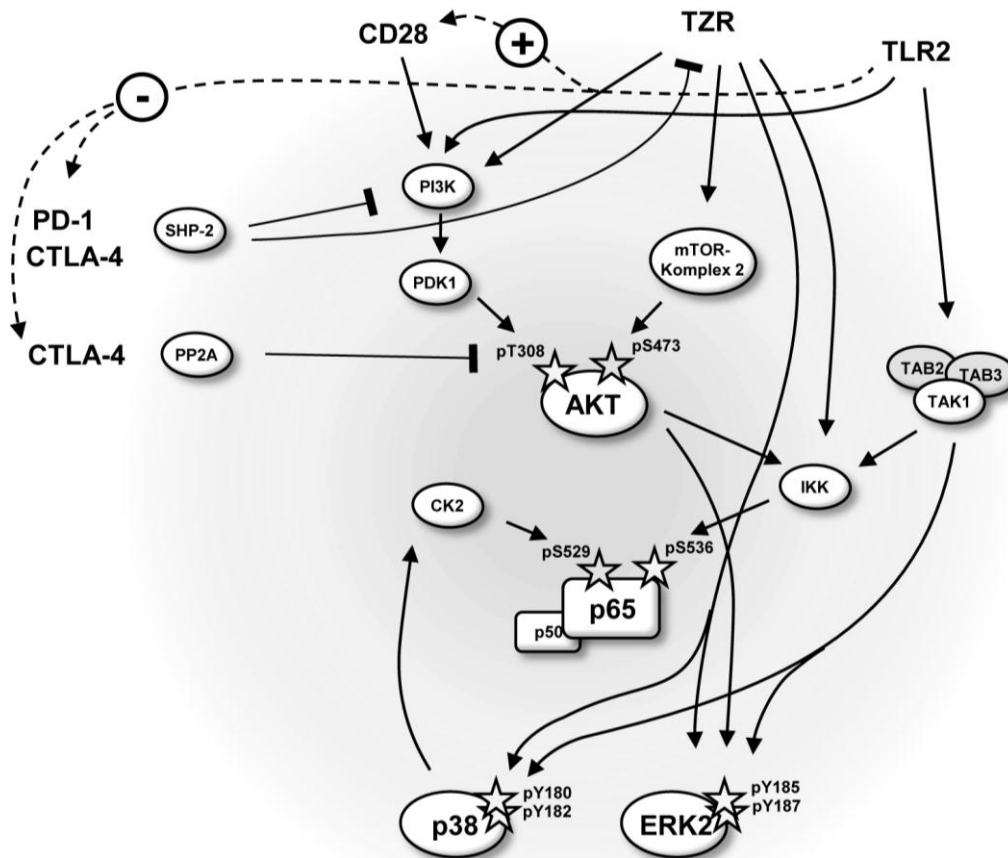 TZR
CD28
+
TLR2
-
PI3K
PD-1
CTLA-4
SHP-2
mTOR-
Komplex 2
PDK1
pT308
pS473
CTLA-4
PP2A
TAB2
TAB3
TAK1
AKT
IKK
CK2
pS529
pS536
p65
p50
pY180
pY182
p38
pY185
pY187
ERK2